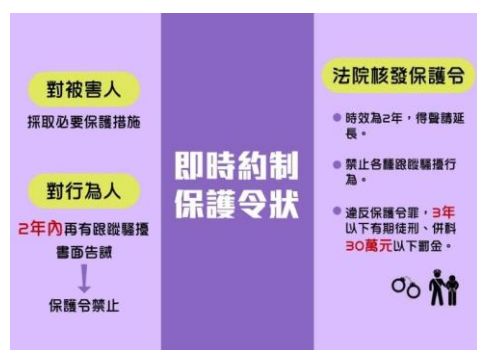 對被害人
採取必要保護措施
對行為人
2年內再有跟蹤騷擾
書面告誡
保護令禁止
即時約制
保護令狀
法院核發保護令
時效為2年，得聲請延
長。
禁止各種跟蹤騷擾行
為。
違反保護令罪，3年
以下有期徒刑、併科
30萬元以下罰金。